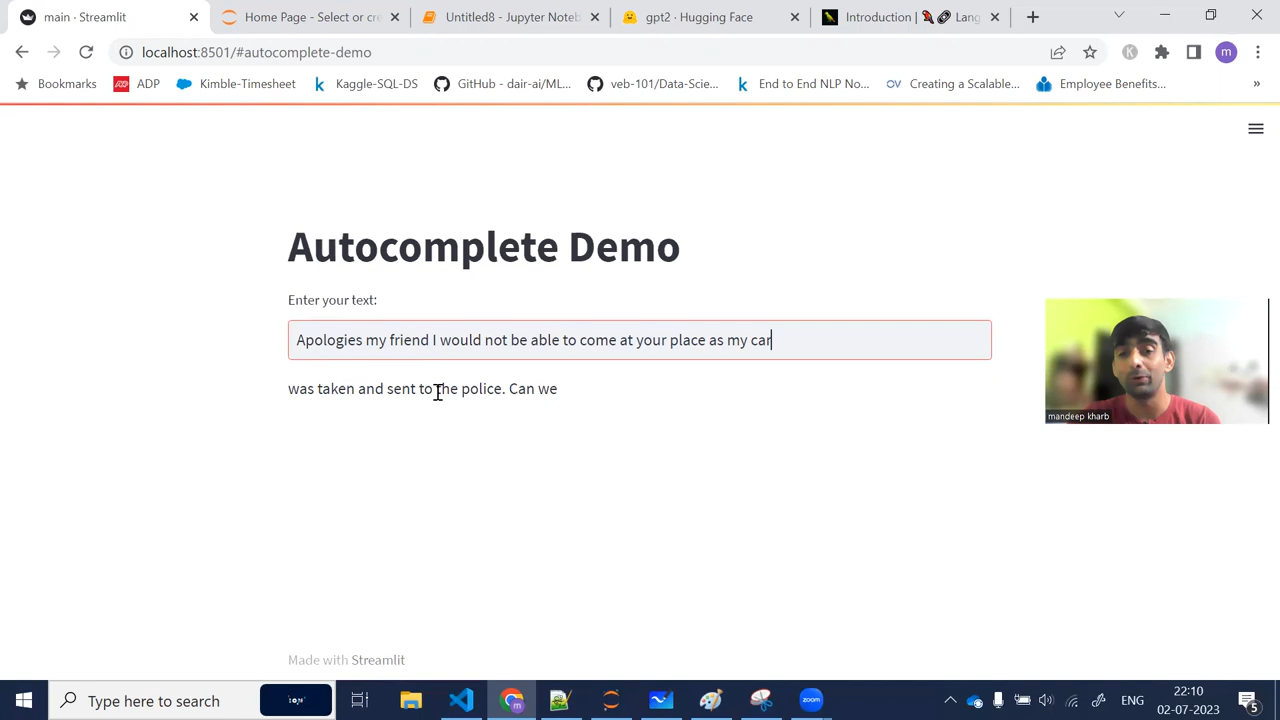 main · Streamlit
Home Page - Select or cre
Untitled8 - Jupyter Noteb
gpt2 · Hugging Face
Introduction | 🦜🔗 Lang
localhost:8501/#autocomplete-demo
m
Bookmarks
ADP
Kimble-Timesheet
Kaggle-SQL-DS
GitHub - dair-ai/ML...
veb-101/Data-Scie...
End to End NLP No...
Creating a Scalable...
Employee Benefits...
»
Autocomplete Demo
Enter your text:
Apologies my friend I would not be able to come at your place as my car
was taken and sent to the police. Can we
mandeep kharb
Made with Streamlit
Type here to search
zoom
ENG
22:10
02-07-2023
5